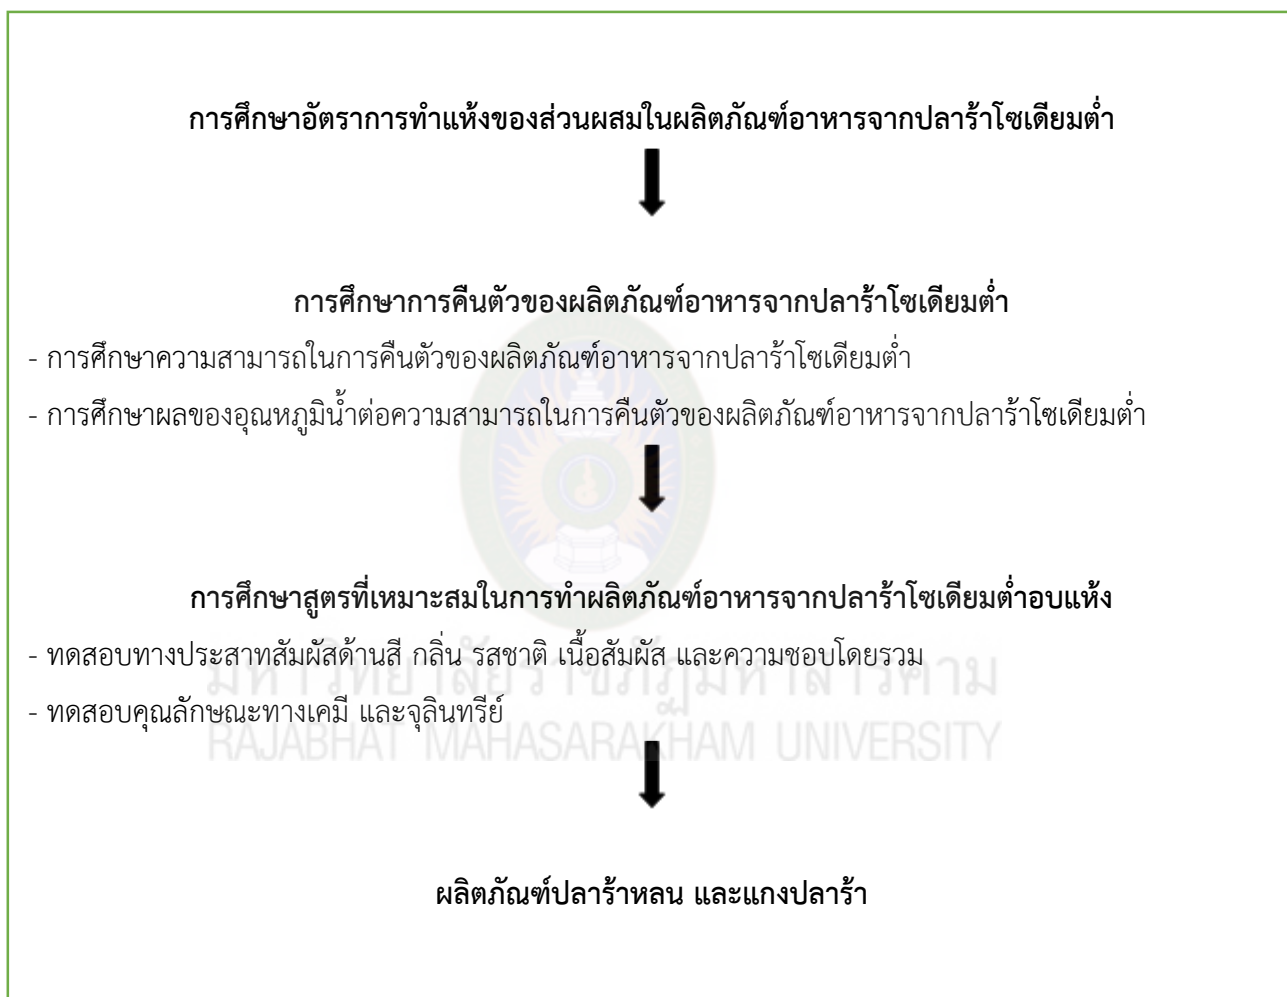 การศึกษาอัตราการทำแห้งของส่วนผสมในผลิตภัณฑ์อาหารจากปลาร้าโซเดียมต่ำ
การศึกษาการคืนตัวของผลิตภัณฑ์อาหารจากปลาร้าโซเดียมต่ำ
- การศึกษาความสามารถในการคืนตัวของผลิตภัณฑ์อาหารจากปลาร้าโซเดียมต่ำ
- การศึกษาผลของอุณหภูมิน้ำต่อความสามารถในการคืนตัวของผลิตภัณฑ์อาหารจากปลาร้าโซเดียมต่ำ
การศึกษาสูตรที่เหมาะสมในการทำผลิตภัณฑ์อาหารจากปลาร้าโซเดียมต่ำอบแห้ง
- ทดสอบทางประสาทสัมผัสด้านสี กลิ่น รสชาติ เนื้อสัมผัส และความชอบโดยรวม
มหาวิทยาลัยราชภัฏมหาสารคาม
- ทดสอบคุณลักษณะทางเคมี และจุลินทรีย์
RAJABHAT MAHASARAKHAM UNIVERSITY
ผลิตภัณฑ์ปลาร้าหลน และแกงปลาร้า